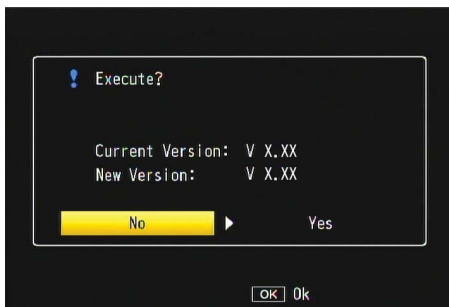 Execute?
Current Version: V X.XX
New Version: V X.XX
No Yes
OK Ok